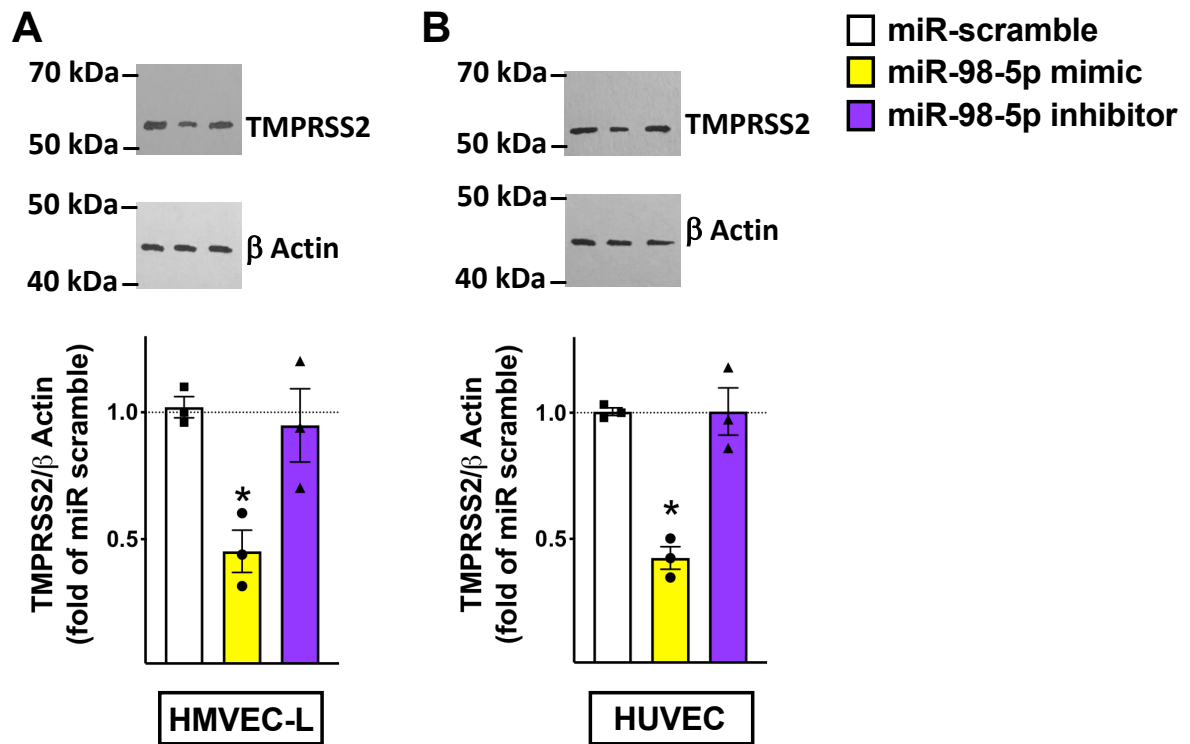 A
70 kDa
TMPRSS2
50 kDa
50 kDa
β Actin
40 kDa
TMPRSS2/β Actin
(fold of miR scramble)
1.0
0.5
*
HMVEC-L
B
70 kDa
TMPRSS2
50 kDa
50 kDa
β Actin
40 kDa
TMPRSS2/β Actin
(fold of miR scramble)
1.0
0.5
*
HUVEC
miR-scramble
miR-98-5p mimic
miR-98-5p inhibitor